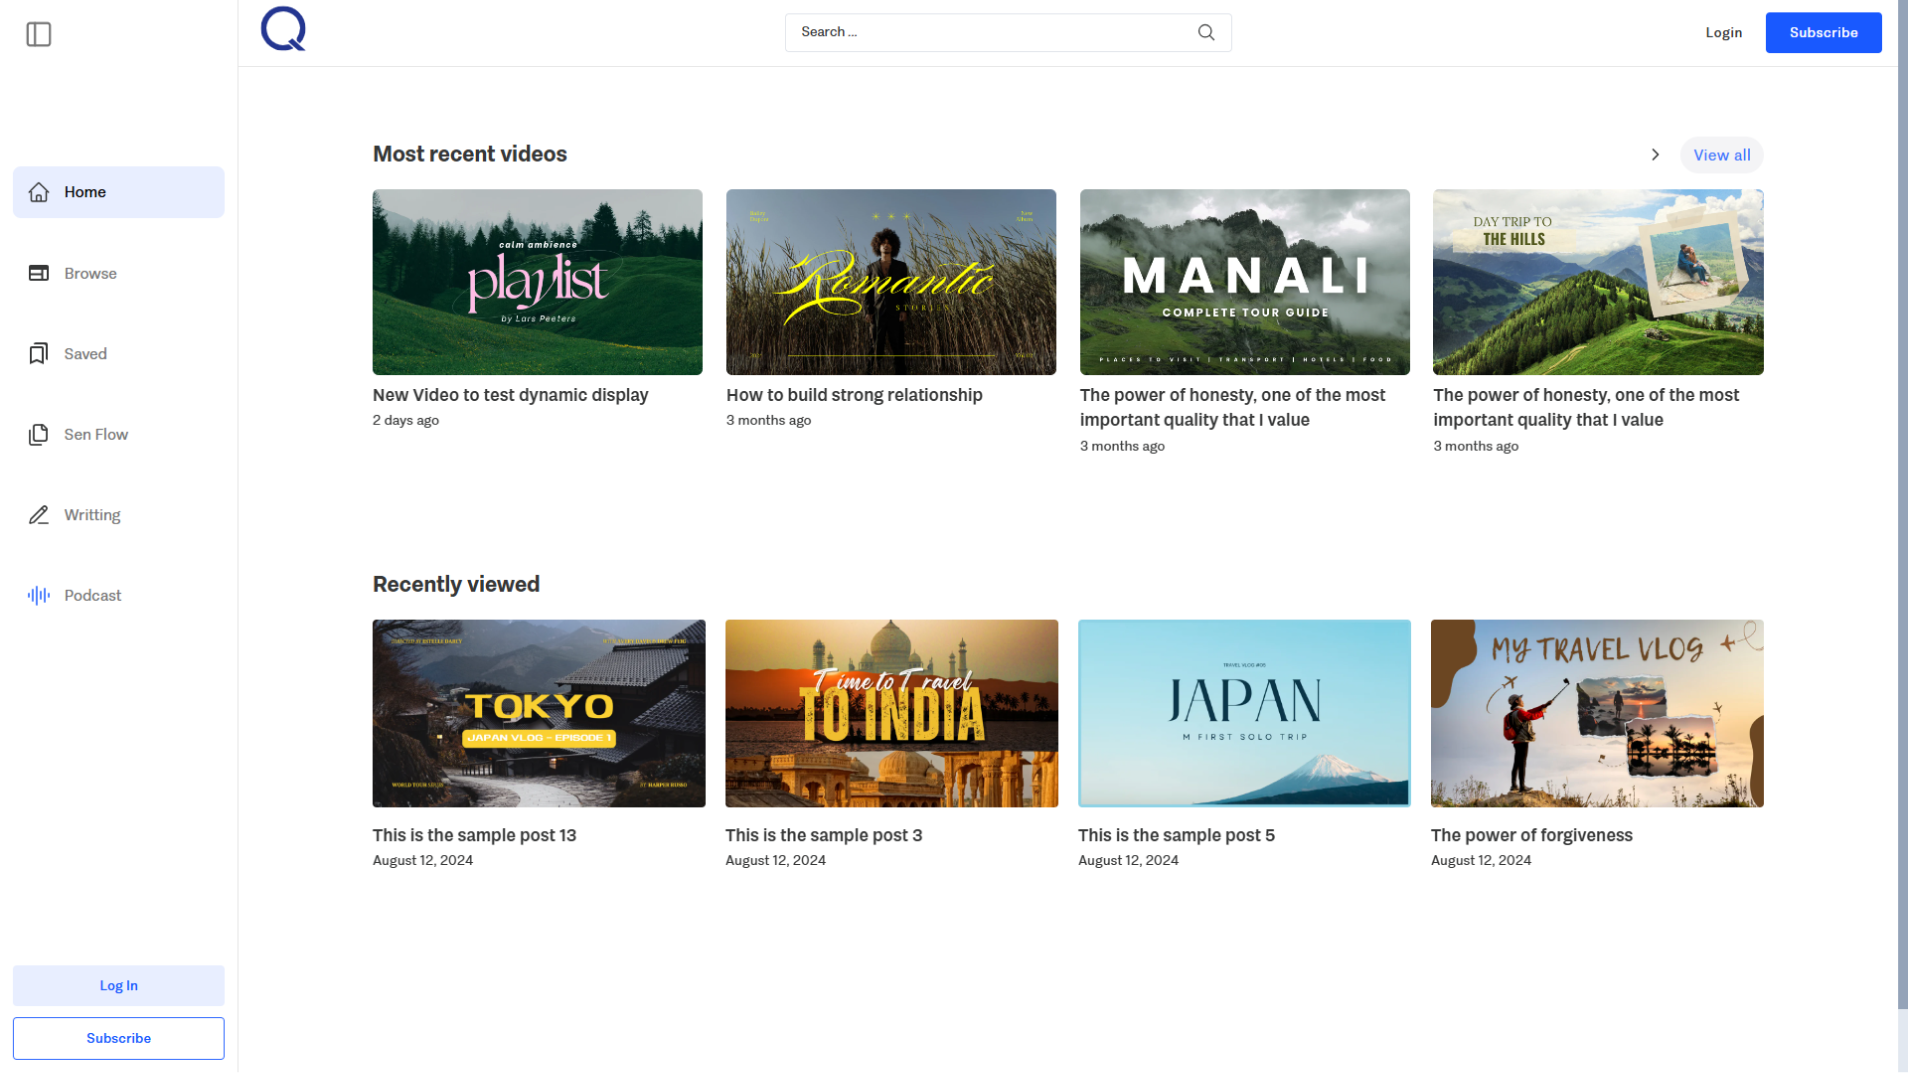 Search ...
Login
Subscribe
Home
Browse
Saved
Sen Flow
Writting
Podcast
Log In
Subscribe
Most recent videos
View all
calm ambience
playlist
by Lars Peeters
New Video to test dynamic display
2 days ago
Romantic
How to build strong relationship
3 months ago
MANALI
COMPLETE TOUR GUIDE
PLACES TO VISIT | TRANSPORT | HOTELS | FOOD
The power of honesty, one of the most
important quality that I value
3 months ago
DAY TRIP TO
THE HILLS
The power of honesty, one of the most
important quality that I value
3 months ago
Recently viewed
TOKYO
JAPAN VLOG – EPISODE 1
This is the sample post 13
August 12, 2024
Time to Travel
TO INDIA
This is the sample post 3
August 12, 2024
JAPAN
M FIRST SOLO TRIP
This is the sample post 5
August 12, 2024
MY TRAVEL VLOG
The power of forgiveness
August 12, 2024